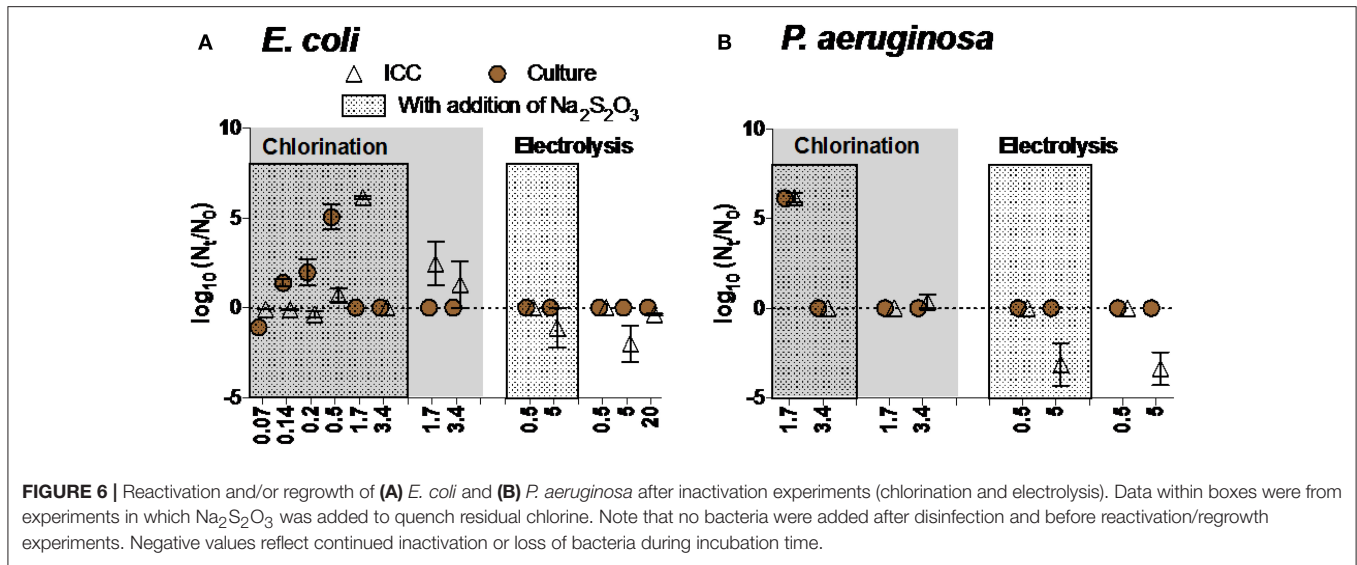 A E. coli
B P. aeruginosa
ICC Culture
With addition of Na2S2O3
10
Chlorination
Electrolysis
5
0
-5
log10 (Nt/N0)
0.07 0.14 0.2 0.5 1.7 3.4 1.7 3.4 0.5 5 0.5 5 20
10
Chlorination
Electrolysis
5
0
-5
log10 (Nt/N0)
1.7 3.4 1.7 3.4 0.5 5 0.5 5
FIGURE 6 | Reactivation and/or regrowth of (A) E. coli and (B) P. aeruginosa after inactivation experiments (chlorination and electrolysis). Data within boxes were from
experiments in which Na2S2O3 was added to quench residual chlorine. Note that no bacteria were added after disinfection and before reactivation/regrowth
experiments. Negative values reflect continued inactivation or loss of bacteria during incubation time.